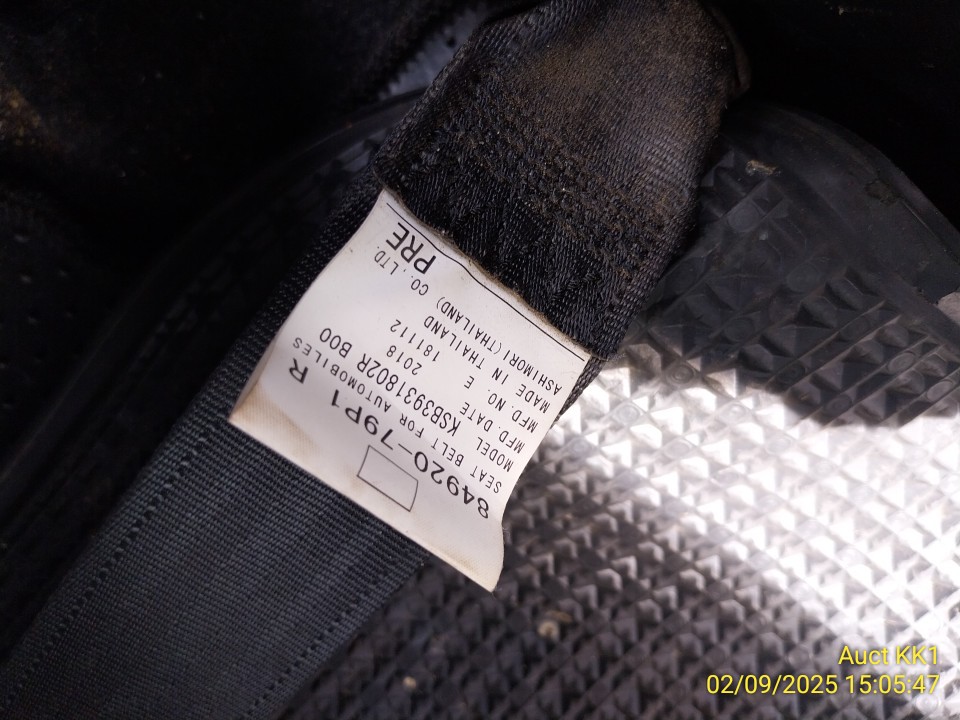 84920-79P1 R
SEAT BELT FOR AUTOMOBILES
MODEL KSB3931802R B00
MFD.DATE 2018
MFD.NO. E 181112
MADE IN THAILAND
ASHIMORI (THAILAND) CO.,LTD.
PRE
Auct KK1
02/09/2025 15:05:47